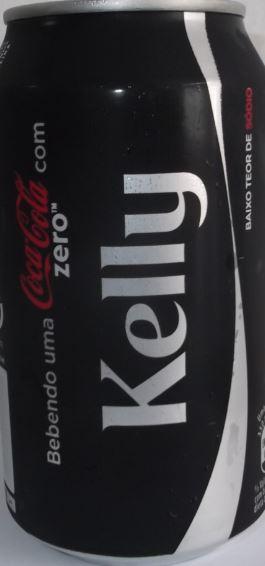 Bebendo uma Coca-Cola zero™ com
Kelly
BAIXO TEOR DE SÓDIO